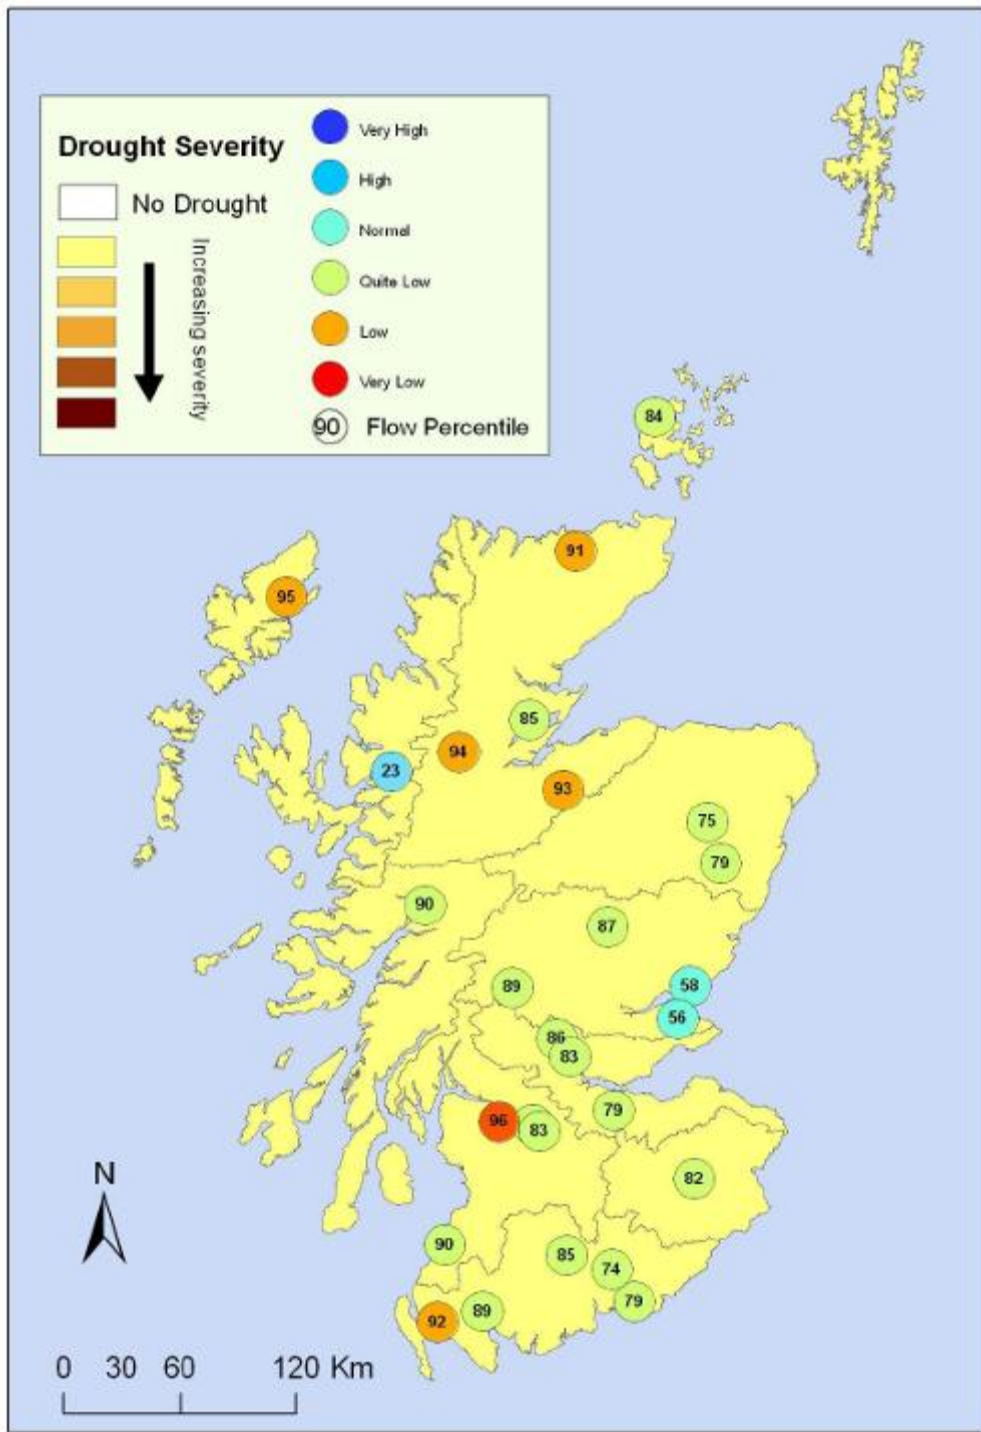 Drought Severity
No Drought
Increasing severity
Very High
High
Normal
Quite Low
Low
Very Low
90 Flow Percentile
84
91
95
85
94
23
93
75
79
90
87
89
58
56
86
83
79
96
83
82
90
85
74
79
89
92
N
0 30 60 120 Km